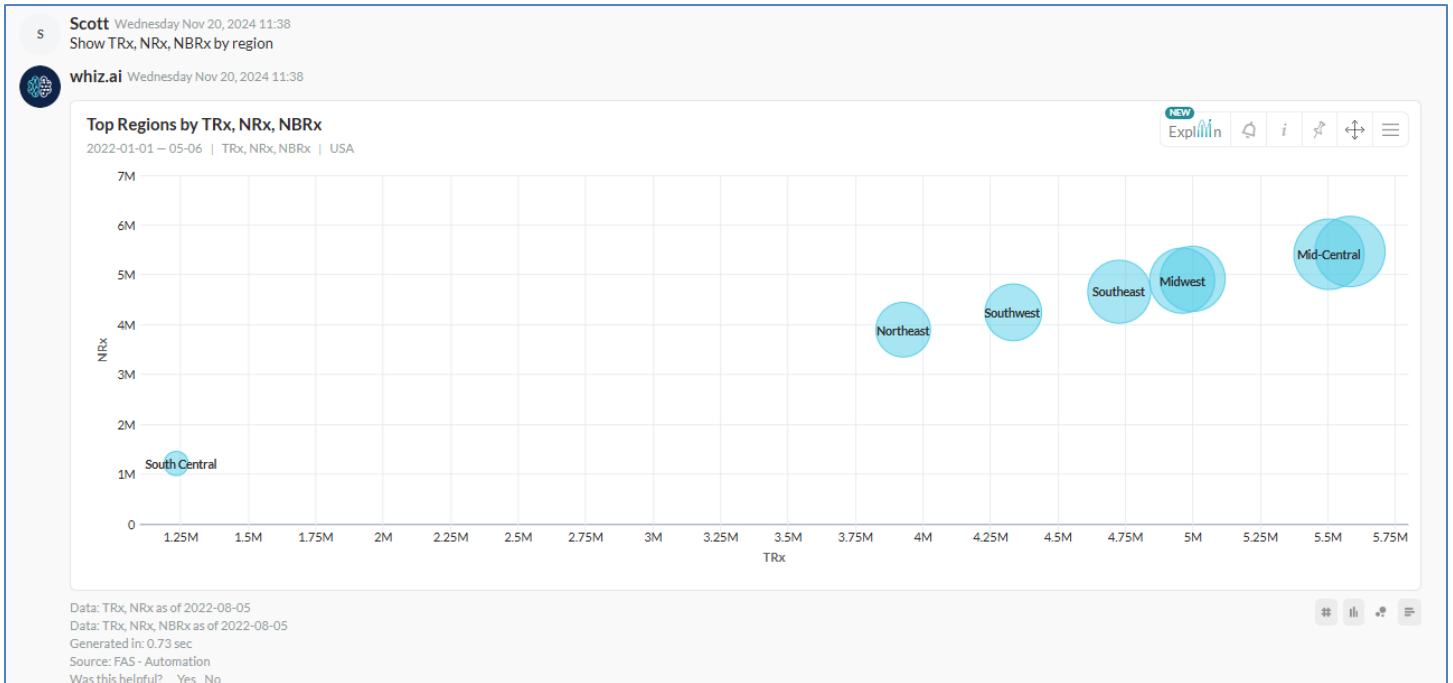 S
Scott Wednesday Nov 20, 2024 11:38
Show TRx, NRx, NBRx by region
whiz.ai Wednesday Nov 20, 2024 11:38
Top Regions by TRx, NRx, NBRx
NEW
Explain
i
2022-01-01 — 05-06 | TRx, NRx, NBRx | USA
7M
6M
5M
4M
3M
2M
1M
0
NRx
Mid-Central
Midwest
Southeast
Southwest
Northeast
South Central
1.25M 1.5M 1.75M 2M 2.25M 2.5M 2.75M 3M 3.25M 3.5M 3.75M 4M 4.25M 4.5M 4.75M 5M 5.25M 5.5M 5.75M
TRx
Data: TRx, NRx as of 2022-08-05
Data: TRx, NRx, NBRx as of 2022-08-05
Generated in: 0.73 sec
Source: FAS - Automation
Was this helpful? Yes No